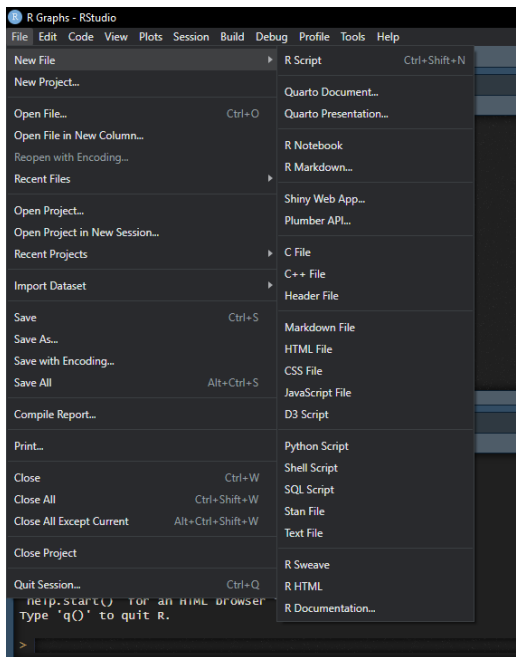 R Graphs - RStudio
File Edit Code View Plots Session Build Debug Profile Tools Help
New File
New Project...
Open File... Ctrl+O
Open File in New Column...
Reopen with Encoding...
Recent Files
Open Project...
Open Project in New Session...
Recent Projects
Import Dataset
Save Ctrl+S
Save As...
Save with Encoding...
Save All Alt+Ctrl+S
Compile Report...
Print...
Close Ctrl+W
Close All Ctrl+Shift+W
Close All Except Current Alt+Ctrl+Shift+W
Close Project
Quit Session... Ctrl+Q
R Script Ctrl+Shift+N
Quarto Document...
Quarto Presentation...
R Notebook
R Markdown...
Shiny Web App...
Plumber API...
C File
C++ File
Header File
Markdown File
HTML File
CSS File
JavaScript File
D3 Script
Python Script
Shell Script
SQL Script
Stan File
Text File
R Sweave
R HTML
R Documentation...
'help.start()' for an HTML browser
Type 'q()' to quit R.
>